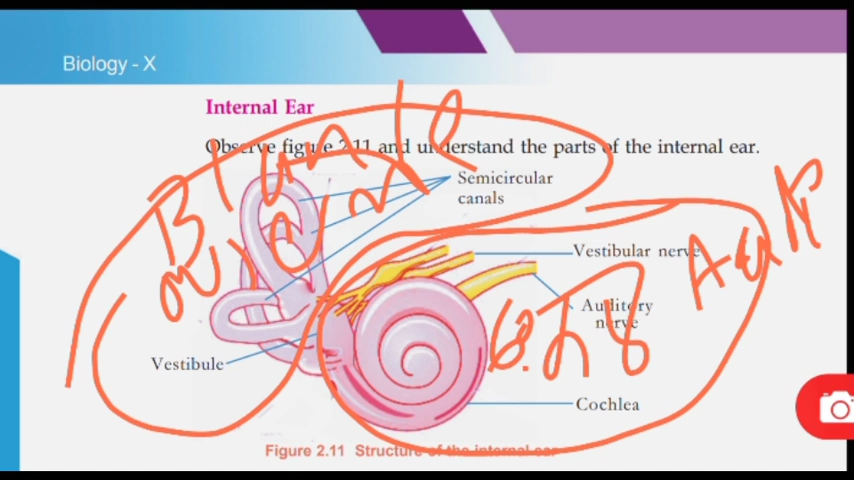 Biology - X
Internal Ear
Observe figure 2.11 and understand the parts of the internal ear.
Semicircular
canals
Vestibular nerve
Auditory
nerve
Vestibule
Cochlea
Figure 2.11 Structure of the internal ear